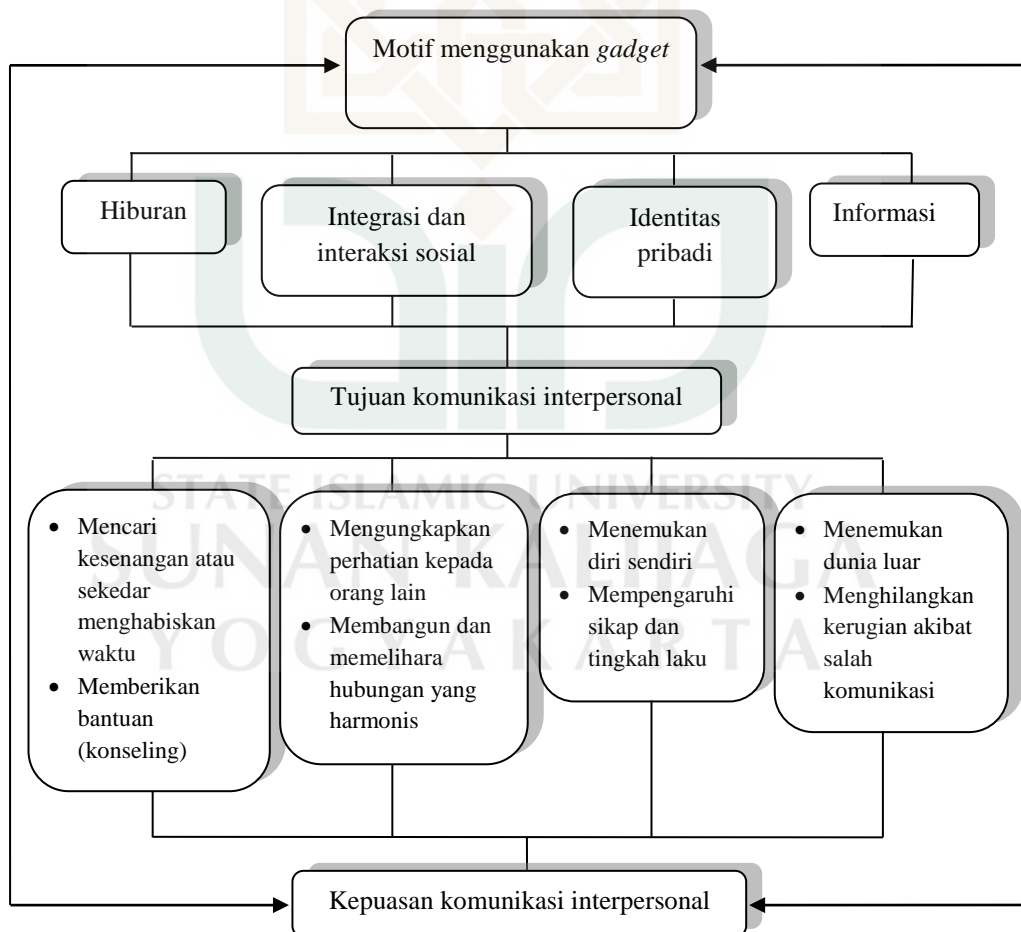 Motif menggunakan gadget
Hiburan
Integrasi dan
interaksi sosial
Identitas
pribadi
Informasi
Tujuan komunikasi interpersonal
• Mencari
kesenangan atau
sekedar
menghabiskan
waktu
• Memberikan
bantuan
(konseling)
• Mengungkapkan
perhatian kepada
orang lain
• Membangun dan
memelihara
hubungan yang
harmonis
• Menemukan
diri sendiri
• Mempengaruhi
sikap dan
tingkah laku
• Menemukan
dunia luar
• Menghilangkan
kerugian akibat
salah
komunikasi
STATE ISLAMIC UNIVERSITY
SUNAN KALIJAGA
YOGYAKARTA
Kepuasan komunikasi interpersonal